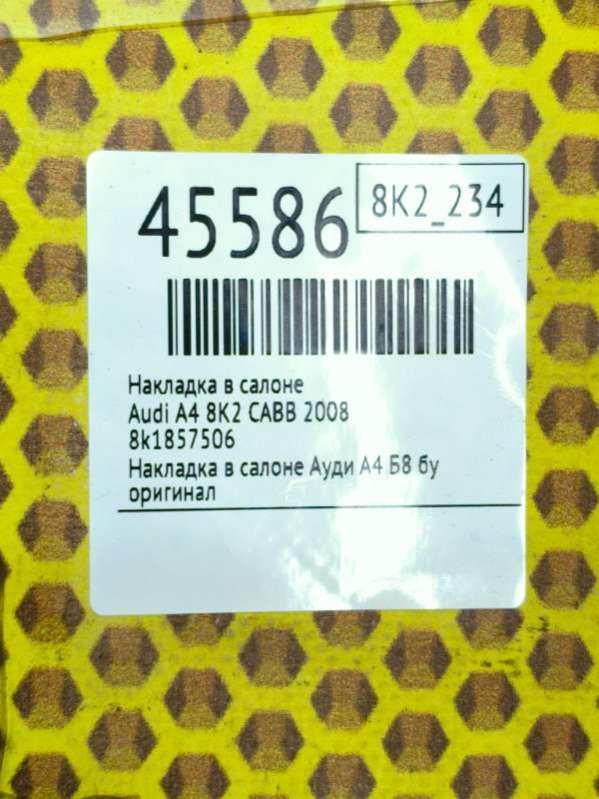 45586
8K2_234
Накладка в салоне
Audi A4 8K2 CABB 2008
8k1857506
Накладка в салоне Ауди А4 Б8 бу
оригинал